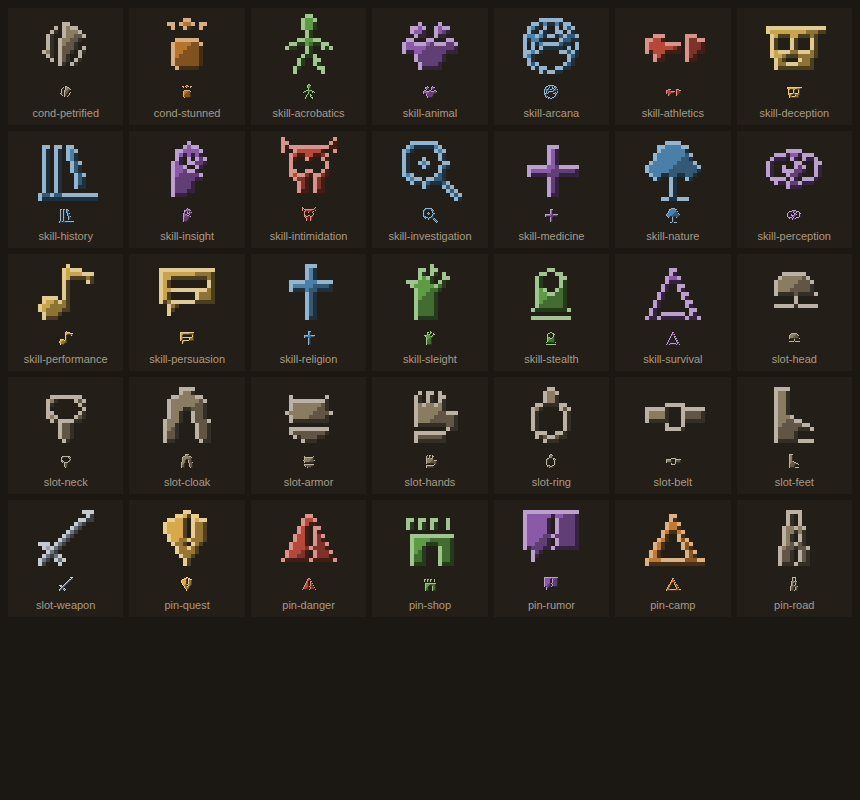 cond-petrified
cond-stunned
skill-acrobatics
skill-animal
skill-arcana
skill-athletics
skill-deception
skill-history
skill-insight
skill-intimidation
skill-investigation
skill-medicine
skill-nature
skill-perception
skill-performance
skill-persuasion
skill-religion
skill-sleight
skill-stealth
skill-survival
slot-head
slot-neck
slot-cloak
slot-armor
slot-hands
slot-ring
slot-belt
slot-feet
slot-weapon
pin-quest
pin-danger
pin-shop
pin-rumor
pin-camp
pin-road